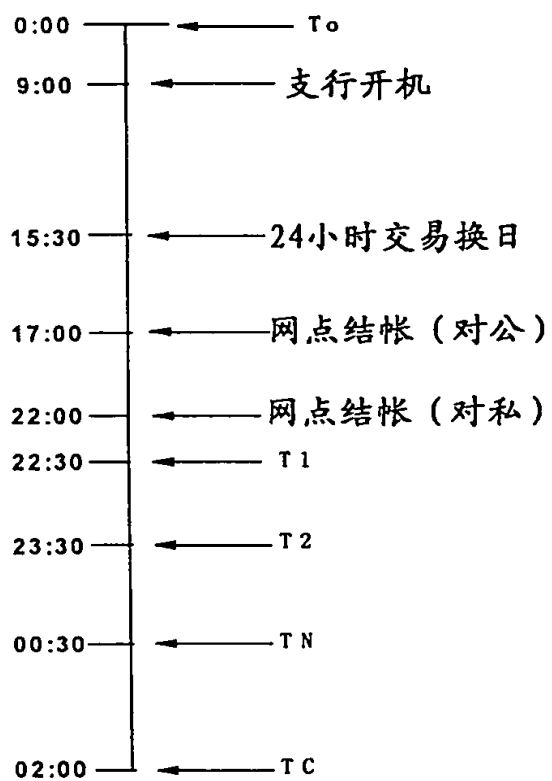 0:00 To
9:00 支行开机
15:30 24小时交易换日
17:00 网点结帐（对公）
22:00 网点结帐（对私）
22:30 T1
23:30 T2
00:30 TN
02:00 TC